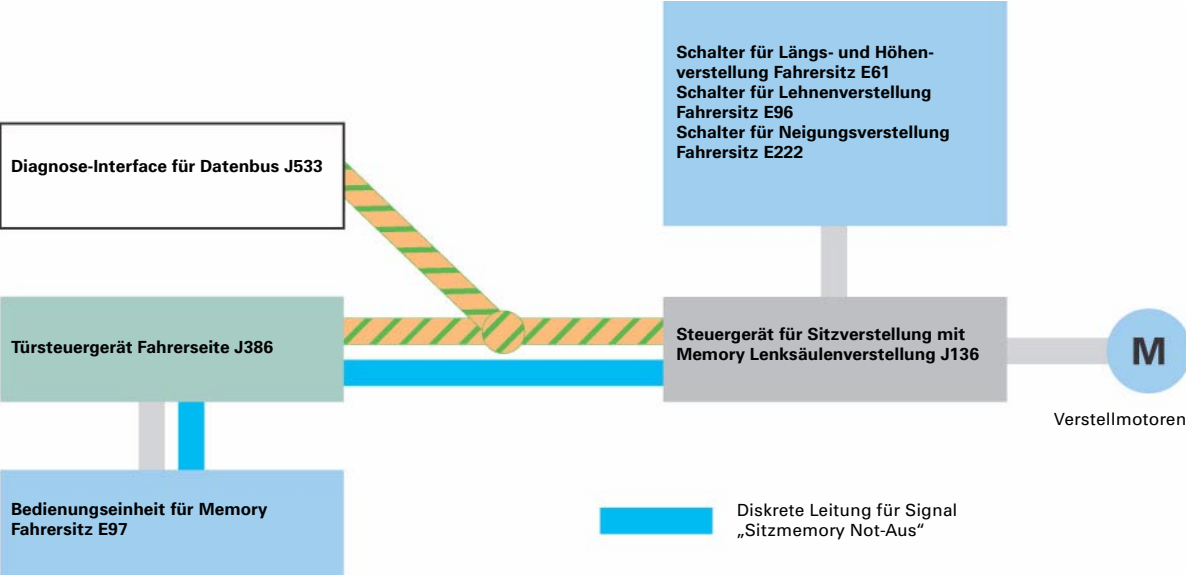 Schalter für Längs- und Höhen-
verstellung Fahrersitz E61
Schalter für Lehnenverstellung
Fahrersitz E96
Schalter für Neigungsverstellung
Fahrersitz E222
Diagnose-Interface für Datenbus J533
Türsteuergerät Fahrerseite J386
Steuergerät für Sitzverstellung mit
Memory Lenksäulenverstellung J136
M
Verstellmotoren
Bedienungseinheit für Memory
Fahrersitz E97
Diskrete Leitung für Signal
„Sitzmemory Not-Aus“